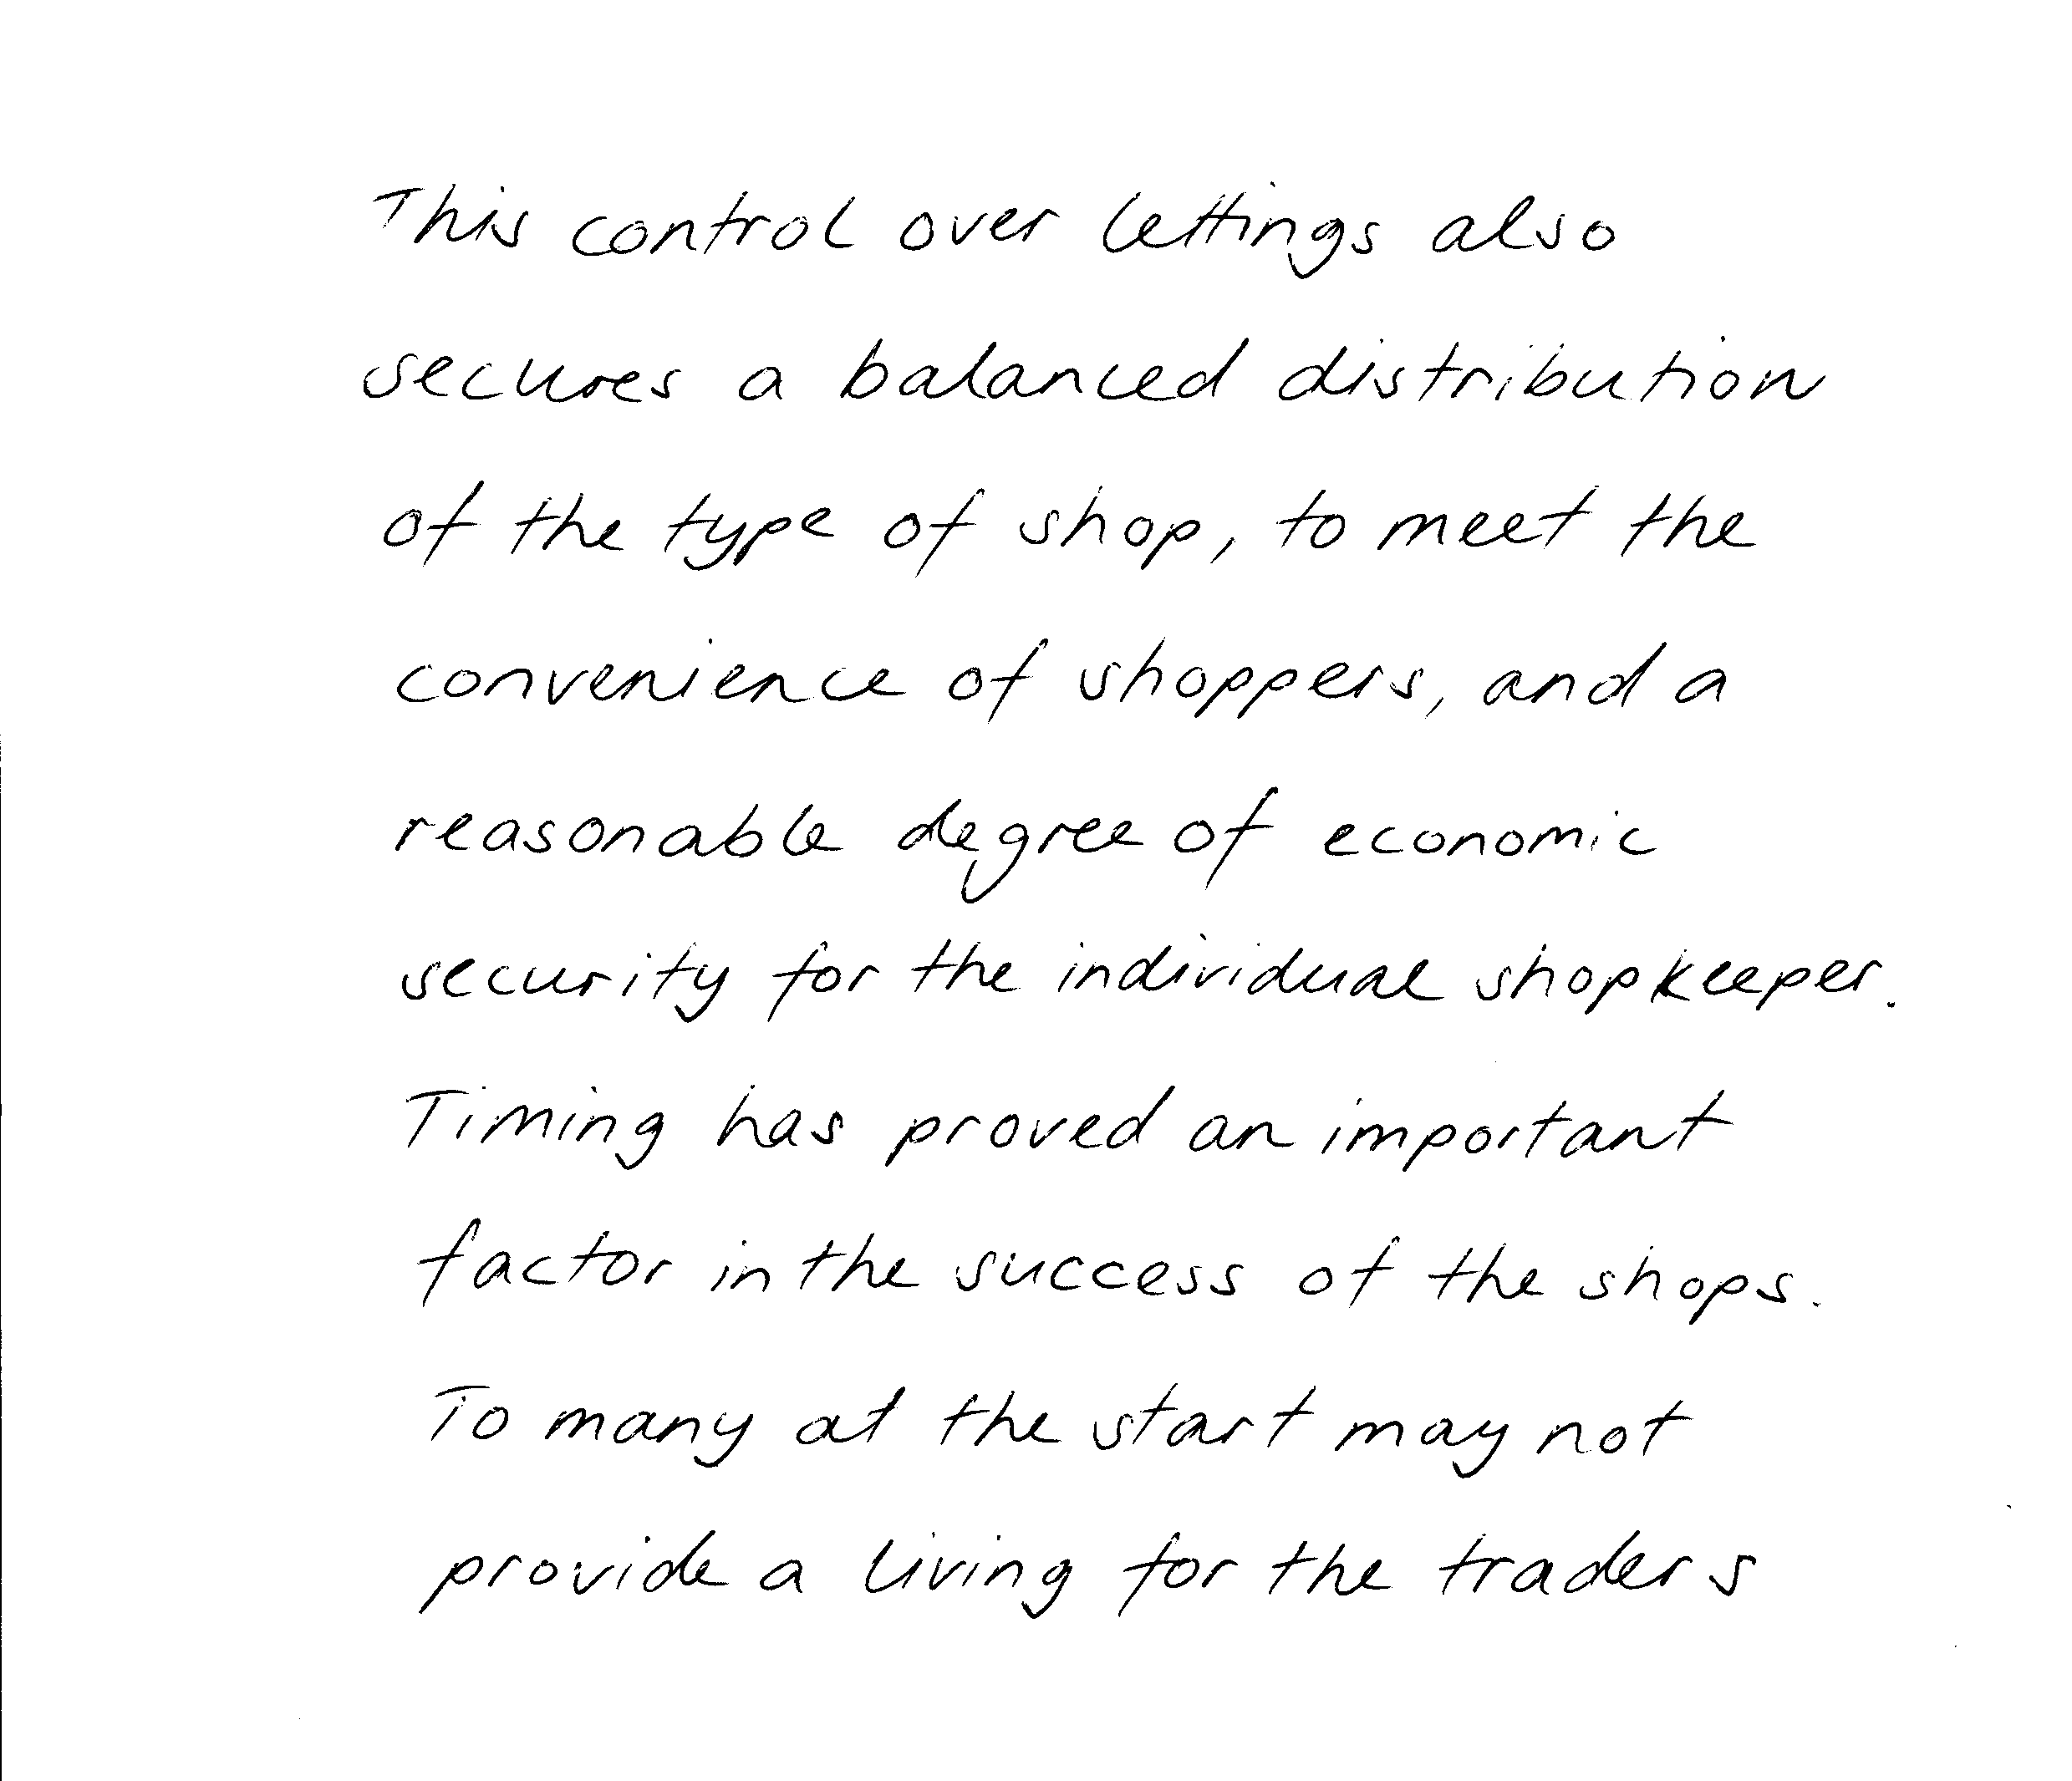 This control over lettings also
secures a balanced distribution
of the type of shop, to meet the
convenience of shoppers, and a
reasonable degree of economic
security for the individual shopkeeper.
Timing has proved an important
factor in the success of the shops.
To many at the start may not
provide a living for the traders